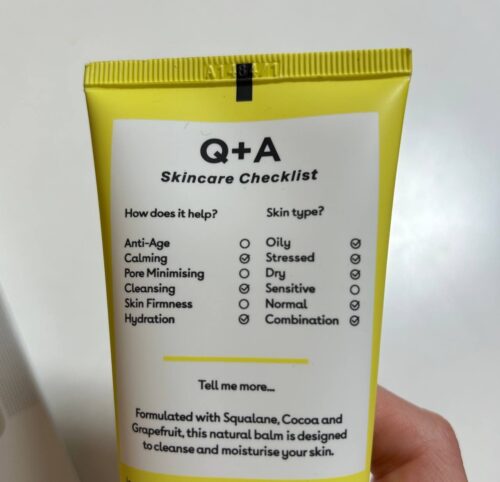 Q+A
Skincare Checklist
How does it help? Skin type?
Anti-Age Oily
Calming Stressed
Pore Minimising Dry
Cleansing Sensitive
Skin Firmness Normal
Hydration Combination
Tell me more...
Formulated with Squalane, Cocoa and
Grapefruit, this natural balm is designed
to cleanse and moisturise your skin.